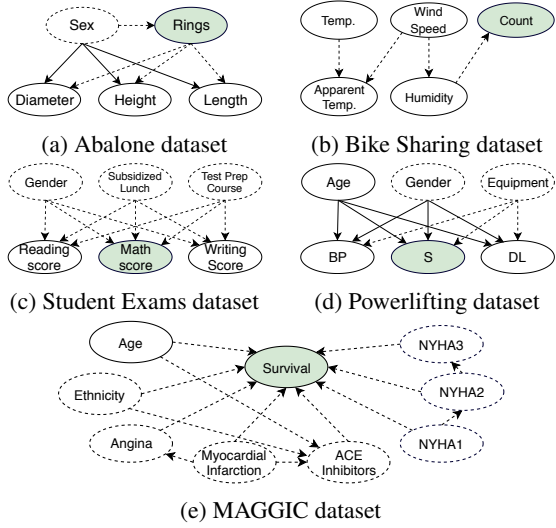 Sex
Rings
Diameter
Height
Length
(a) Abalone dataset
Temp.
Wind
Speed
Count
Apparent
Temp.
Humidity
(b) Bike Sharing dataset
Gender
Subsidized
Lunch
Test Prep
Course
Reading
score
Math
score
Writing
Score
(c) Student Exams dataset
Age
Gender
Equipment
BP
S
DL
(d) Powerlifting dataset
Age
Survival
NYHA3
Ethnicity
NYHA2
Angina
Myocardial
Infarction
ACE
Inhibitors
NYHA1
(e) MAGGIC dataset